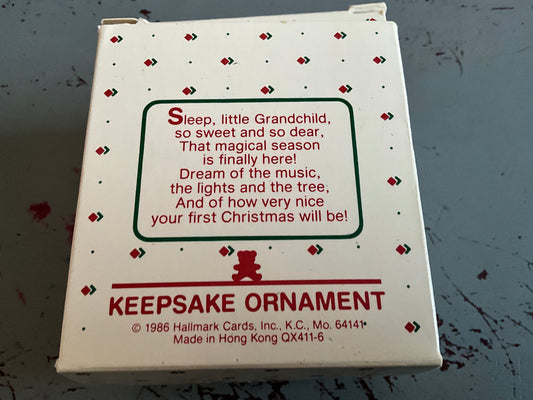 Sleep, little Grandchild,
so sweet and so dear,
That magical season
is finally here!
Dream of the music,
the lights and the tree,
And of how very nice
your first Christmas will be!
KEEPSAKE ORNAMENT
© 1986 Hallmark Cards, Inc., K.C., Mo. 64141
Made in Hong Kong QX411-6